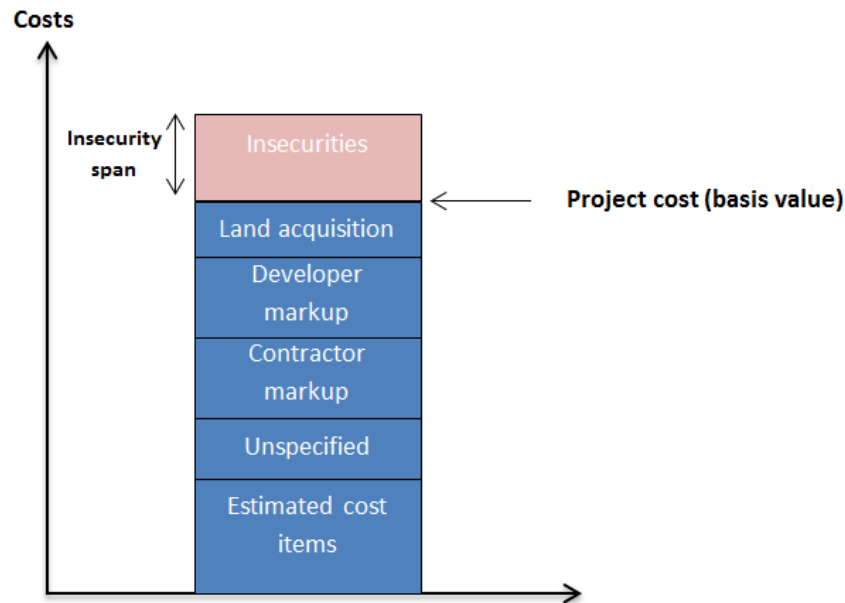 Costs
Insecurity
span
Insecurities
Project cost (basis value)
Land acquisition
Developer
markup
Contractor
markup
Unspecified
Estimated cost
items